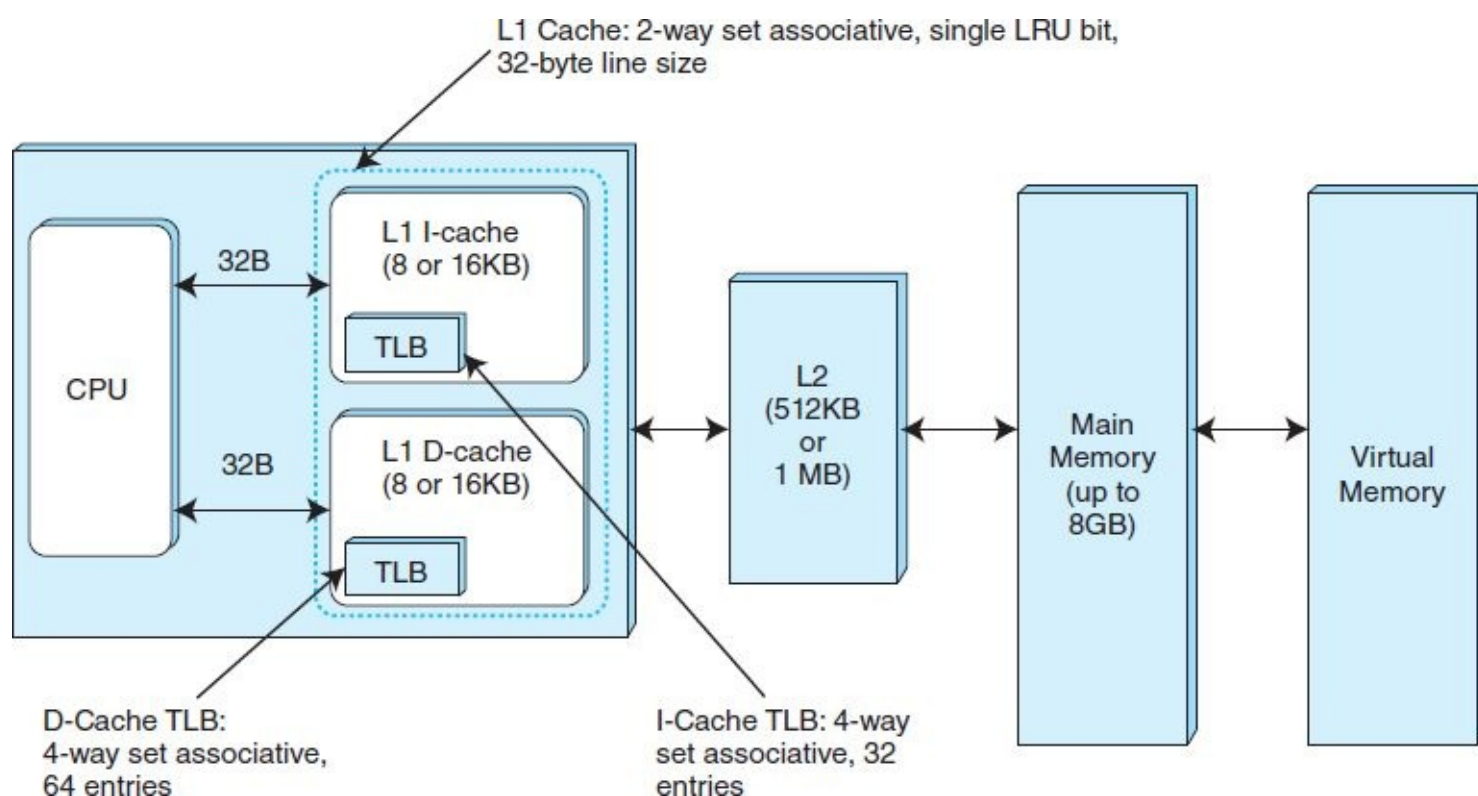 L1 Cache: 2-way set associative, single LRU bit,
32-byte line size
CPU
32B
32B
L1 I-cache
(8 or 16KB)
TLB
L1 D-cache
(8 or 16KB)
TLB
L2
(512KB
or
1 MB)
Main
Memory
(up to
8GB)
Virtual
Memory
D-Cache TLB:
4-way set associative,
64 entries
I-Cache TLB: 4-way
set associative, 32
entries